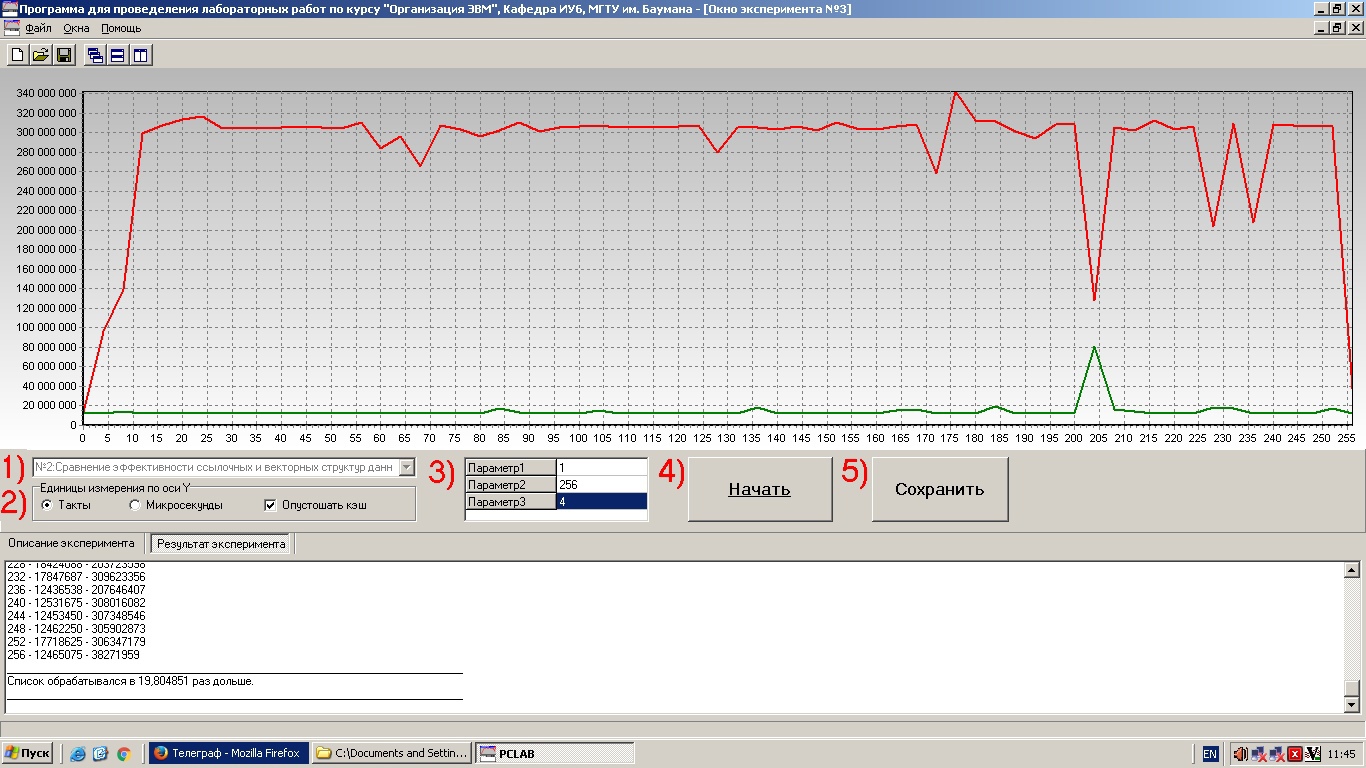 Программа для проведения лабораторных работ по курсу "Организация ЭВМ", Кафедра ИУ6, МГТУ им. Баумана - [Окно эксперимента №3]
Файл Окна Помощь
340 000 000
320 000 000
300 000 000
280 000 000
260 000 000
240 000 000
220 000 000
200 000 000
180 000 000
160 000 000
140 000 000
120 000 000
100 000 000
80 000 000
60 000 000
40 000 000
20 000 000
0
0 5 10 15 20 25 30 35 40 45 50 55 60 65 70 75 80 85 90 95 100 105 110 115 120 125 130 135 140 145 150 155 160 165 170 175 180 185 190 195 200 205 210 215 220 225 230 235 240 245 250 255
1) №2:Сравнение эффективности ссылочных и векторных структур данн
2) Единицы измерения по оси Y
Такты Микросекунды Опустошать кэш
3) Параметр1 1
Параметр2 256
Параметр3 4
4) Начать
5) Сохранить
Описание эксперимента Результат эксперимента
228 - 18424088 - 203723598
232 - 17847687 - 309623356
236 - 12436538 - 207646407
240 - 12531675 - 308016082
244 - 12453450 - 307348546
248 - 12462250 - 305902873
252 - 17718625 - 306347179
256 - 12465075 - 38271959
Список обрабатывался в 19,804851 раз дольше.
Пуск Телеграф - Mozilla Firefox C:\Documents and Settin... PCLAB EN 11:45